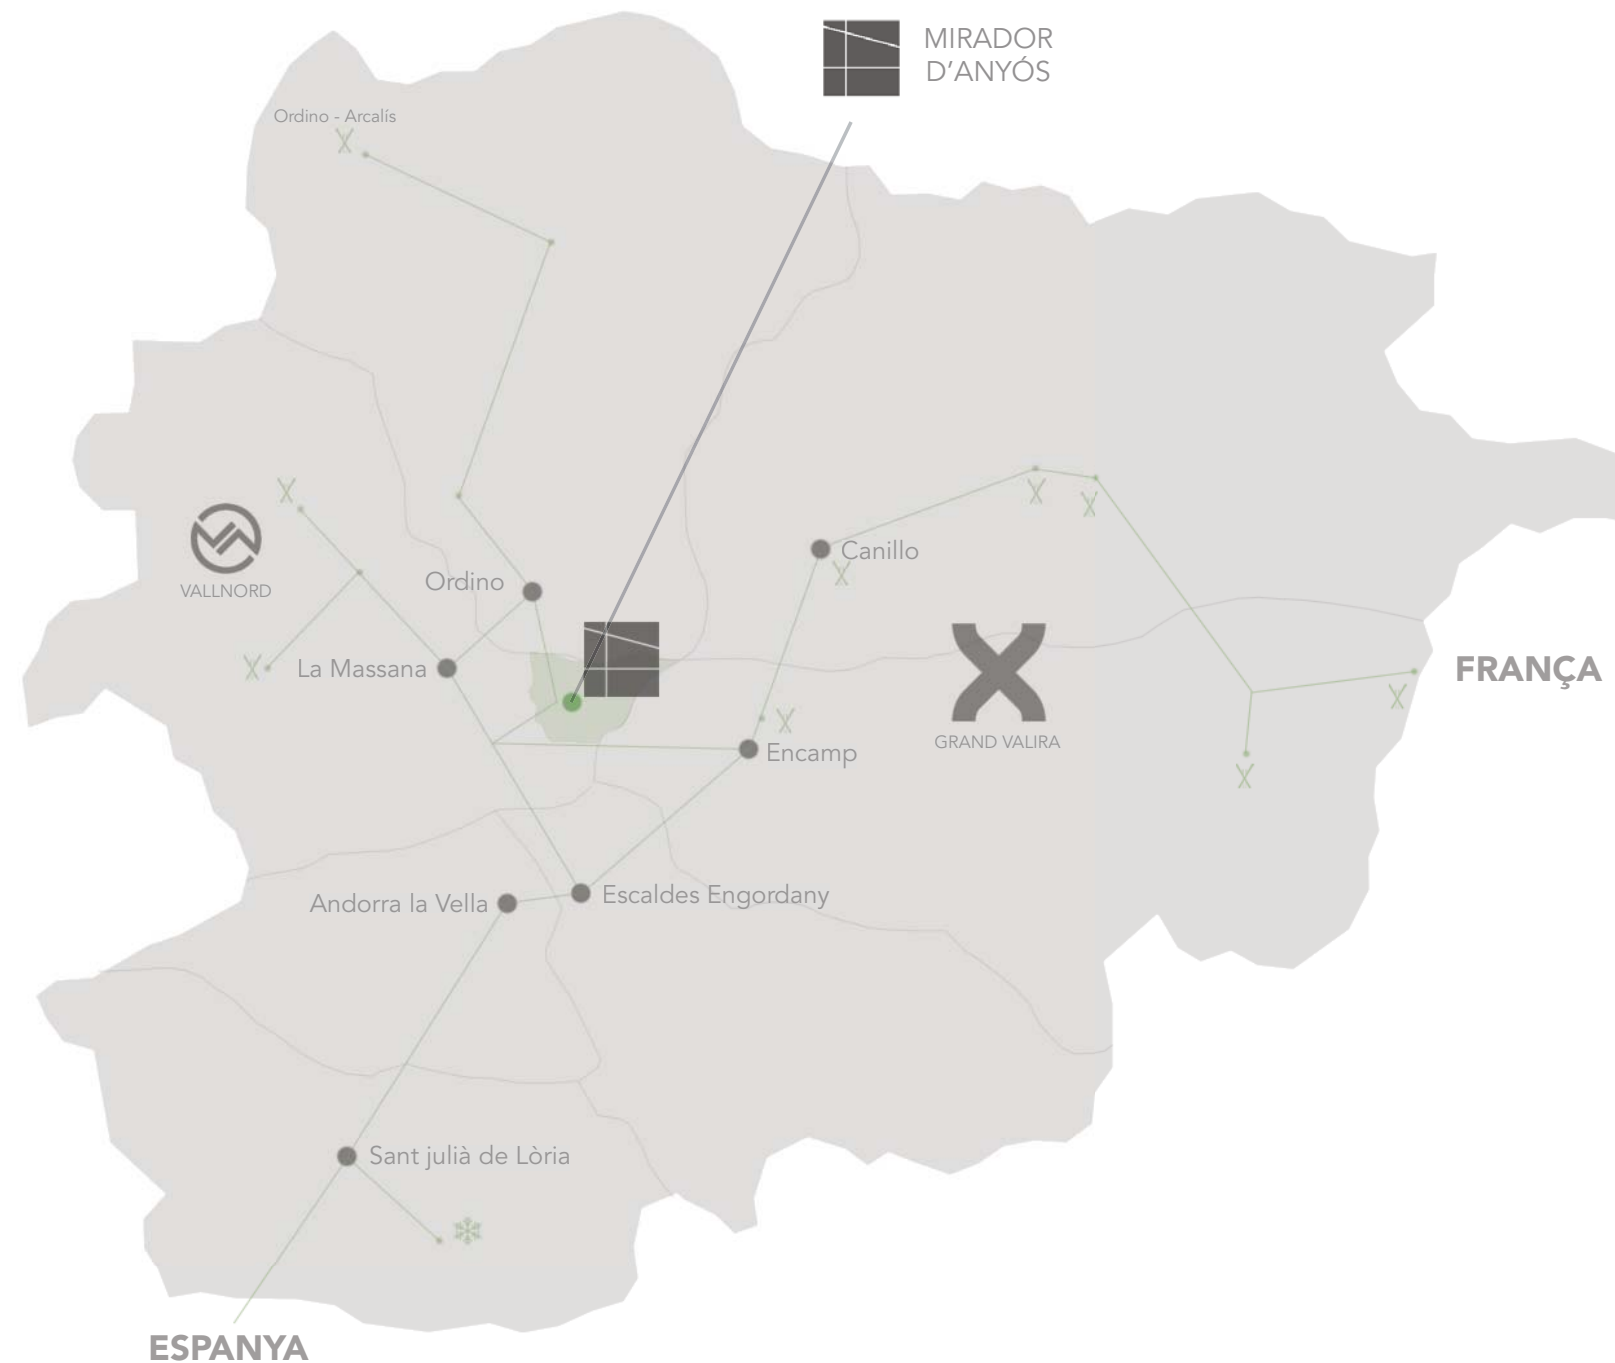 MIRADOR
D'ANYÓS
Ordino - Arcalís
Canillo
Ordino
VALLNORD
La Massana
FRANÇA
GRAND VALIRA
Encamp
Escaldes Engordany
Andorra la Vella
Sant julià de Lòria
ESPANYA